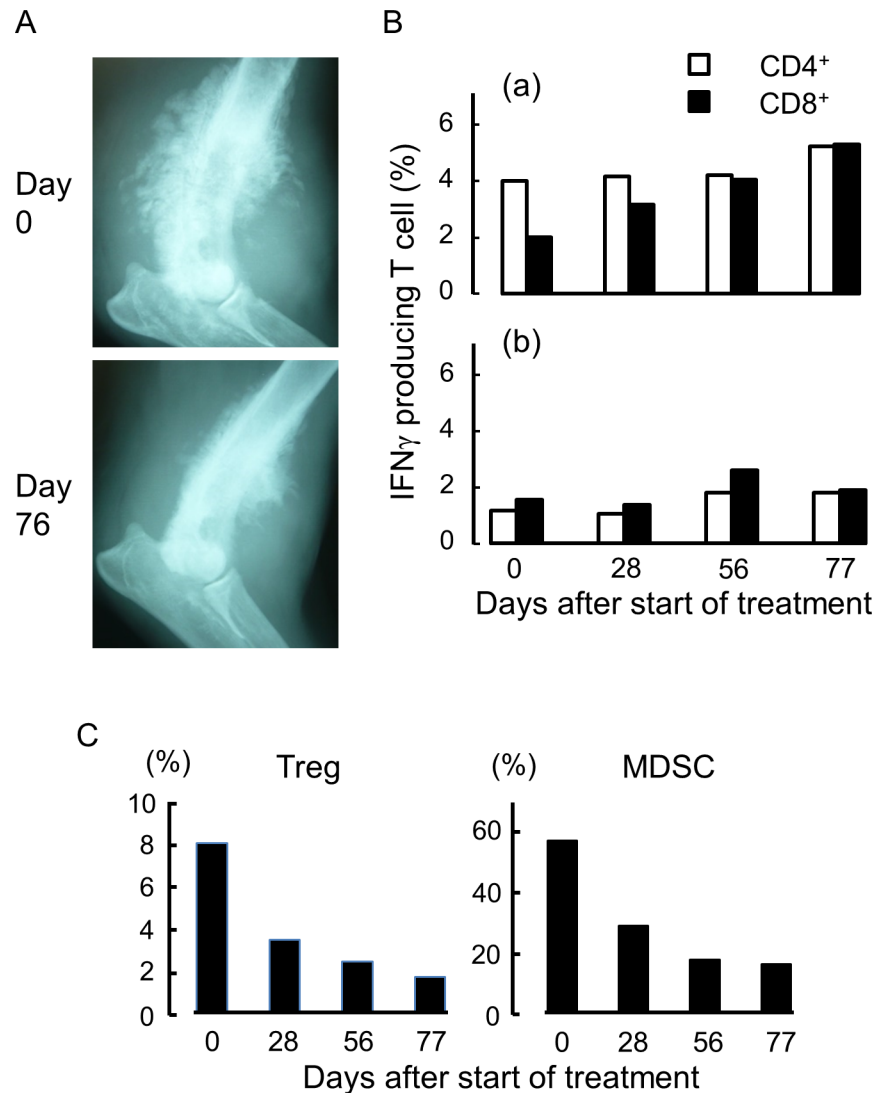 A
Day
0
Day
76
B
CD4⁺
CD8⁺
IFNγ producing T cell (%)
(a)
6
4
2
0
(b)
6
4
2
0
0 28 56 77
Days after start of treatment
C
(%) Treg
10
8
6
4
2
0
0 28 56 77
(%) MDSC
60
40
20
0
0 28 56 77
Days after start of treatment